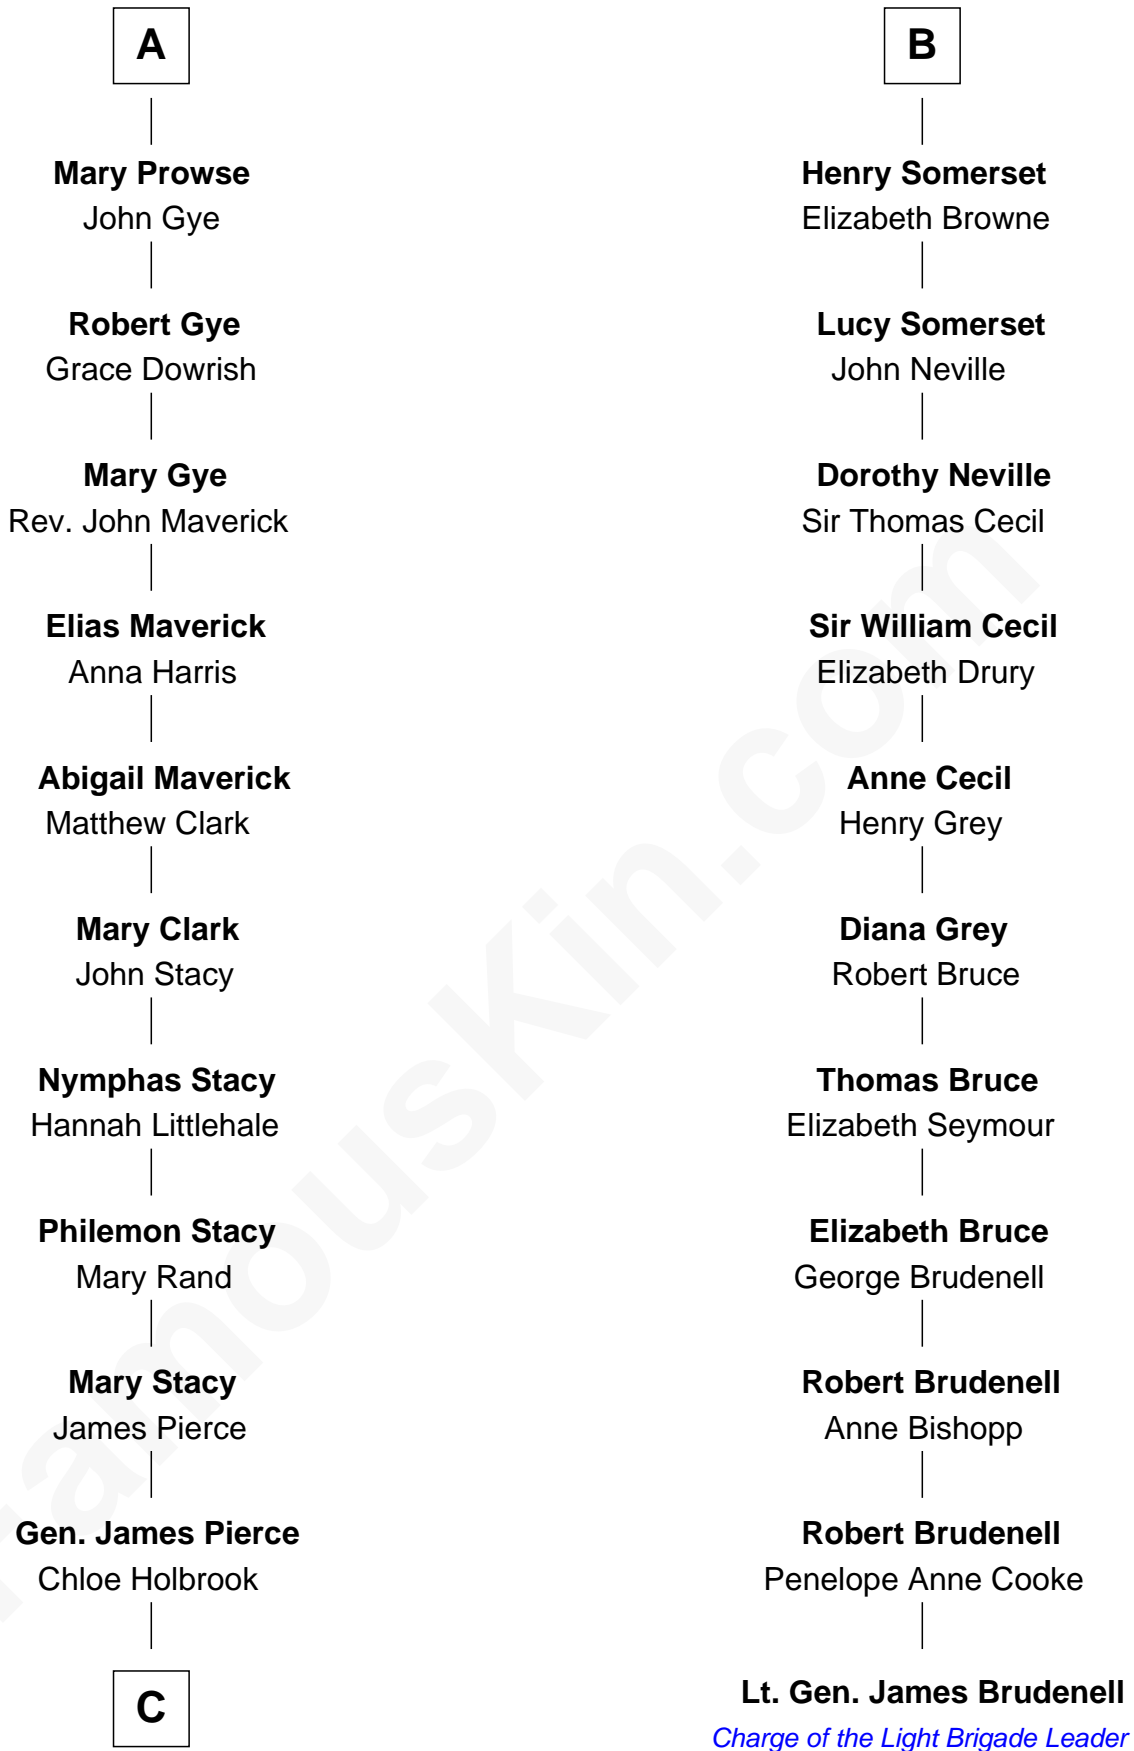 A
Mary Prowse
John Gye
Robert Gye
Grace Dowrish
Mary Gye
Rev. John Maverick
Elias Maverick
Anna Harris
Abigail Maverick
Matthew Clark
Mary Clark
John Stacy
Nymphas Stacy
Hannah Littlehale
Philemon Stacy
Mary Rand
Mary Stacy
James Pierce
Gen. James Pierce
Chloe Holbrook
C
B
Henry Somerset
Elizabeth Browne
Lucy Somerset
John Neville
Dorothy Neville
Sir Thomas Cecil
Sir William Cecil
Elizabeth Drury
Anne Cecil
Henry Grey
Diana Grey
Robert Bruce
Thomas Bruce
Elizabeth Seymour
Elizabeth Bruce
George Brudenell
Robert Brudenell
Anne Bishopp
Robert Brudenell
Penelope Anne Cooke
Lt. Gen. James Brudenell
Charge of the Light Brigade Leader
FamousKin.com